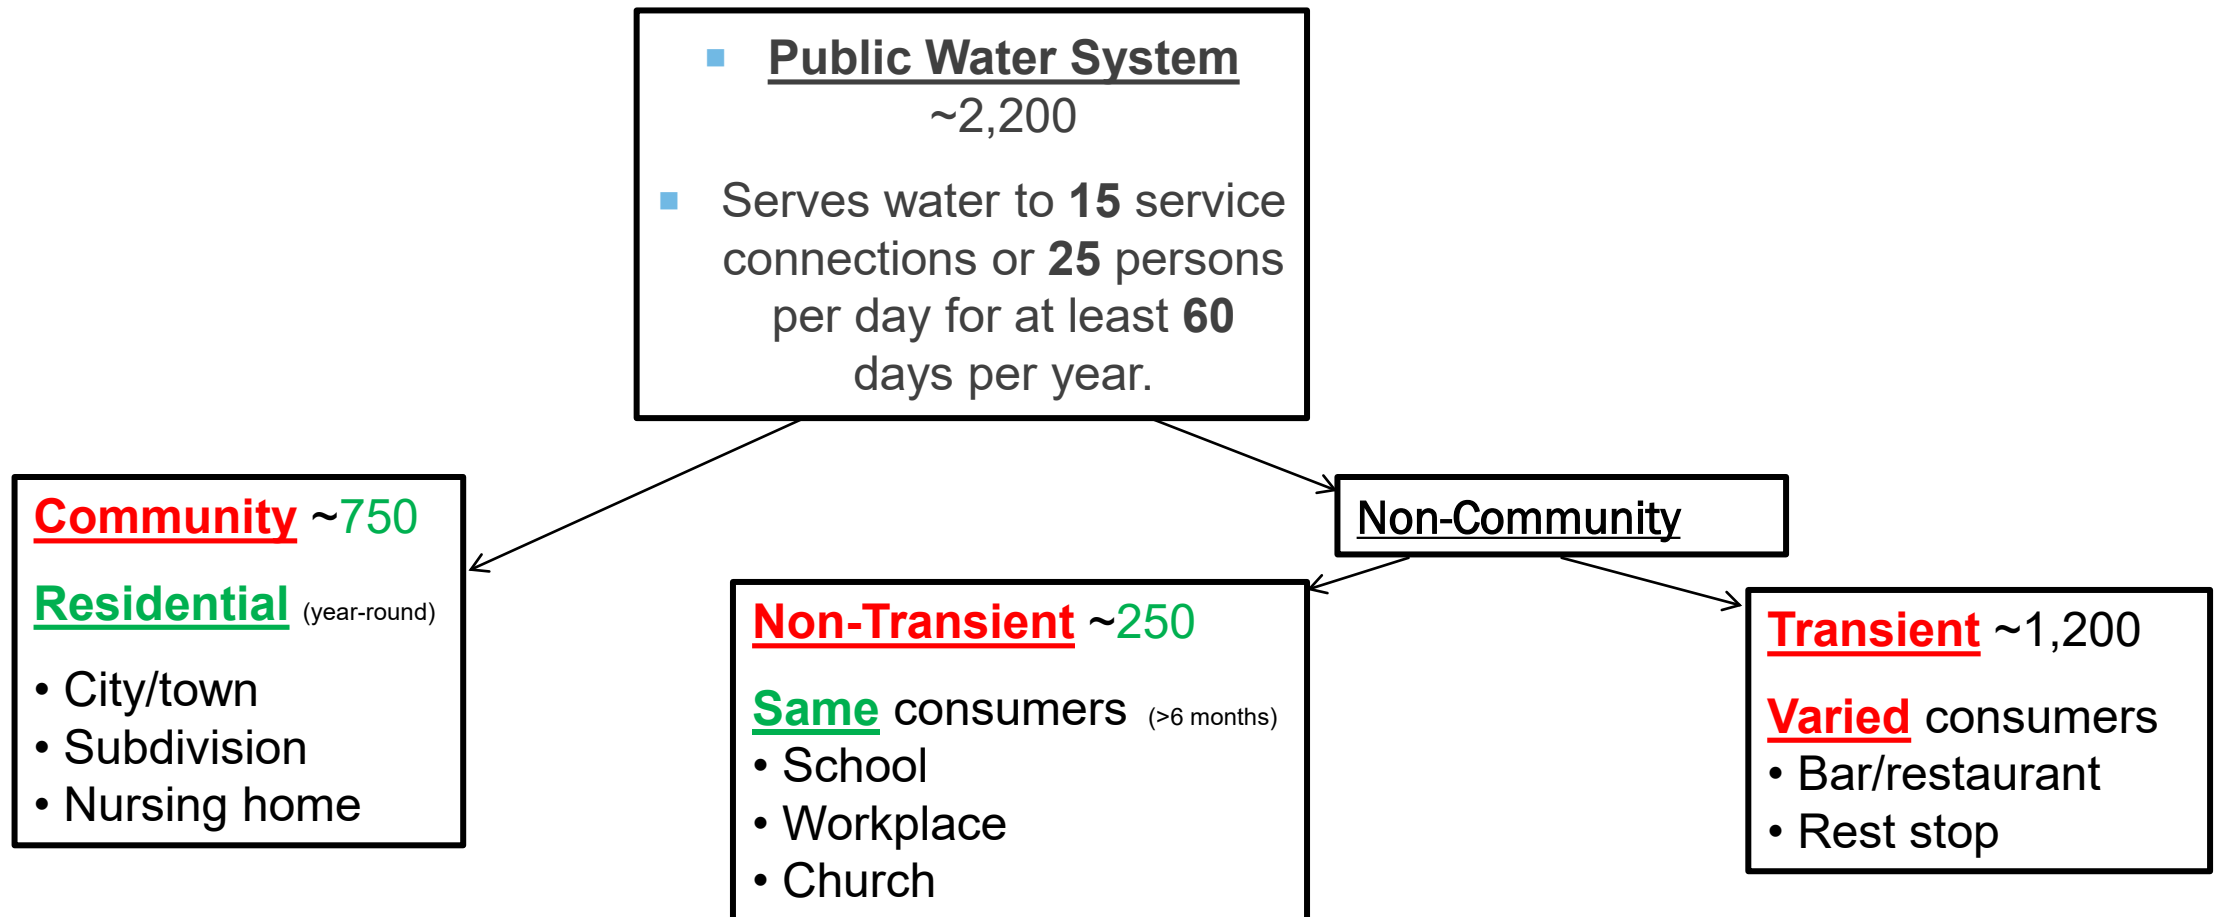 ▪ Public Water System
~2,200
▪ Serves water to 15 service
connections or 25 persons
per day for at least 60
days per year.
Community ~750
Residential (year-round)
• City/town
• Subdivision
• Nursing home
Non-Community
Non-Transient ~250
Same consumers (>6 months)
• School
• Workplace
• Church
Transient ~1,200
Varied consumers
• Bar/restaurant
• Rest stop